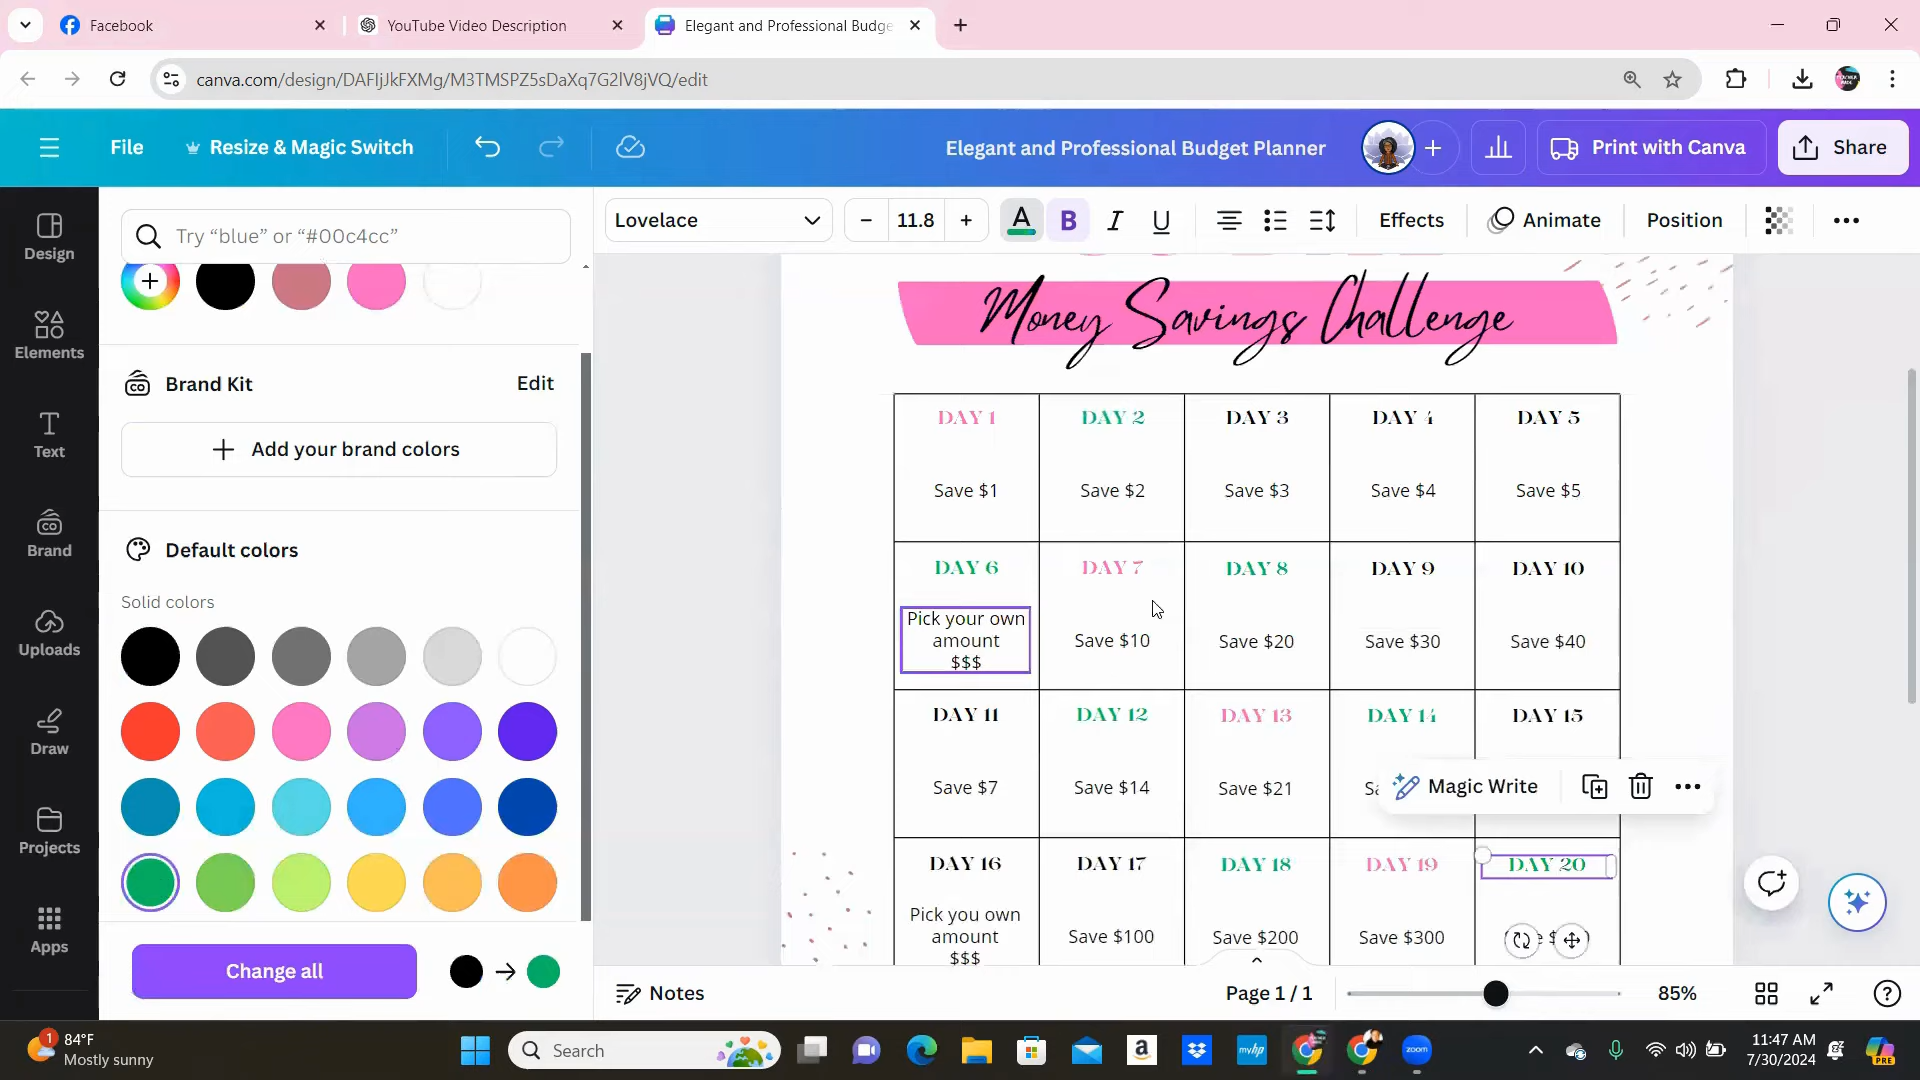 Facebook
YouTube Video Description
Elegant and Professional Budge
canva.com/design/DAFIjJkFXMg/M3TMSPZ5sDaXq7G2lV8jVQ/edit
File
Resize & Magic Switch
Elegant and Professional Budget Planner
Print with Canva
Share
Design
Elements
Text
Brand
Uploads
Draw
Projects
Apps
Try “blue” or “#00c4cc”
Brand Kit
Edit
Add your brand colors
Default colors
Solid colors
Change all
Lovelace
11.8
A B I U
Effects
Animate
Position
Money Savings Challenge
DAY 1 DAY 2 DAY 3 DAY 4 DAY 5
Save $1 Save $2 Save $3 Save $4 Save $5
DAY 6 DAY 7 DAY 8 DAY 9 DAY 10
Pick your own
amount
$$$
Save $10 Save $20 Save $30 Save $40
DAY 11 DAY 12 DAY 13 DAY 14 DAY 15
Save $7 Save $14 Save $21
Magic Write
DAY 16 DAY 17 DAY 18 DAY 19 DAY 20
Pick you own
amount
$$$
Save $100 Save $200 Save $300
Notes
Page 1 / 1
85%
1
84°F
Mostly sunny
Search
a
myhp
zoom
11:47 AM
7/30/2024
PRE